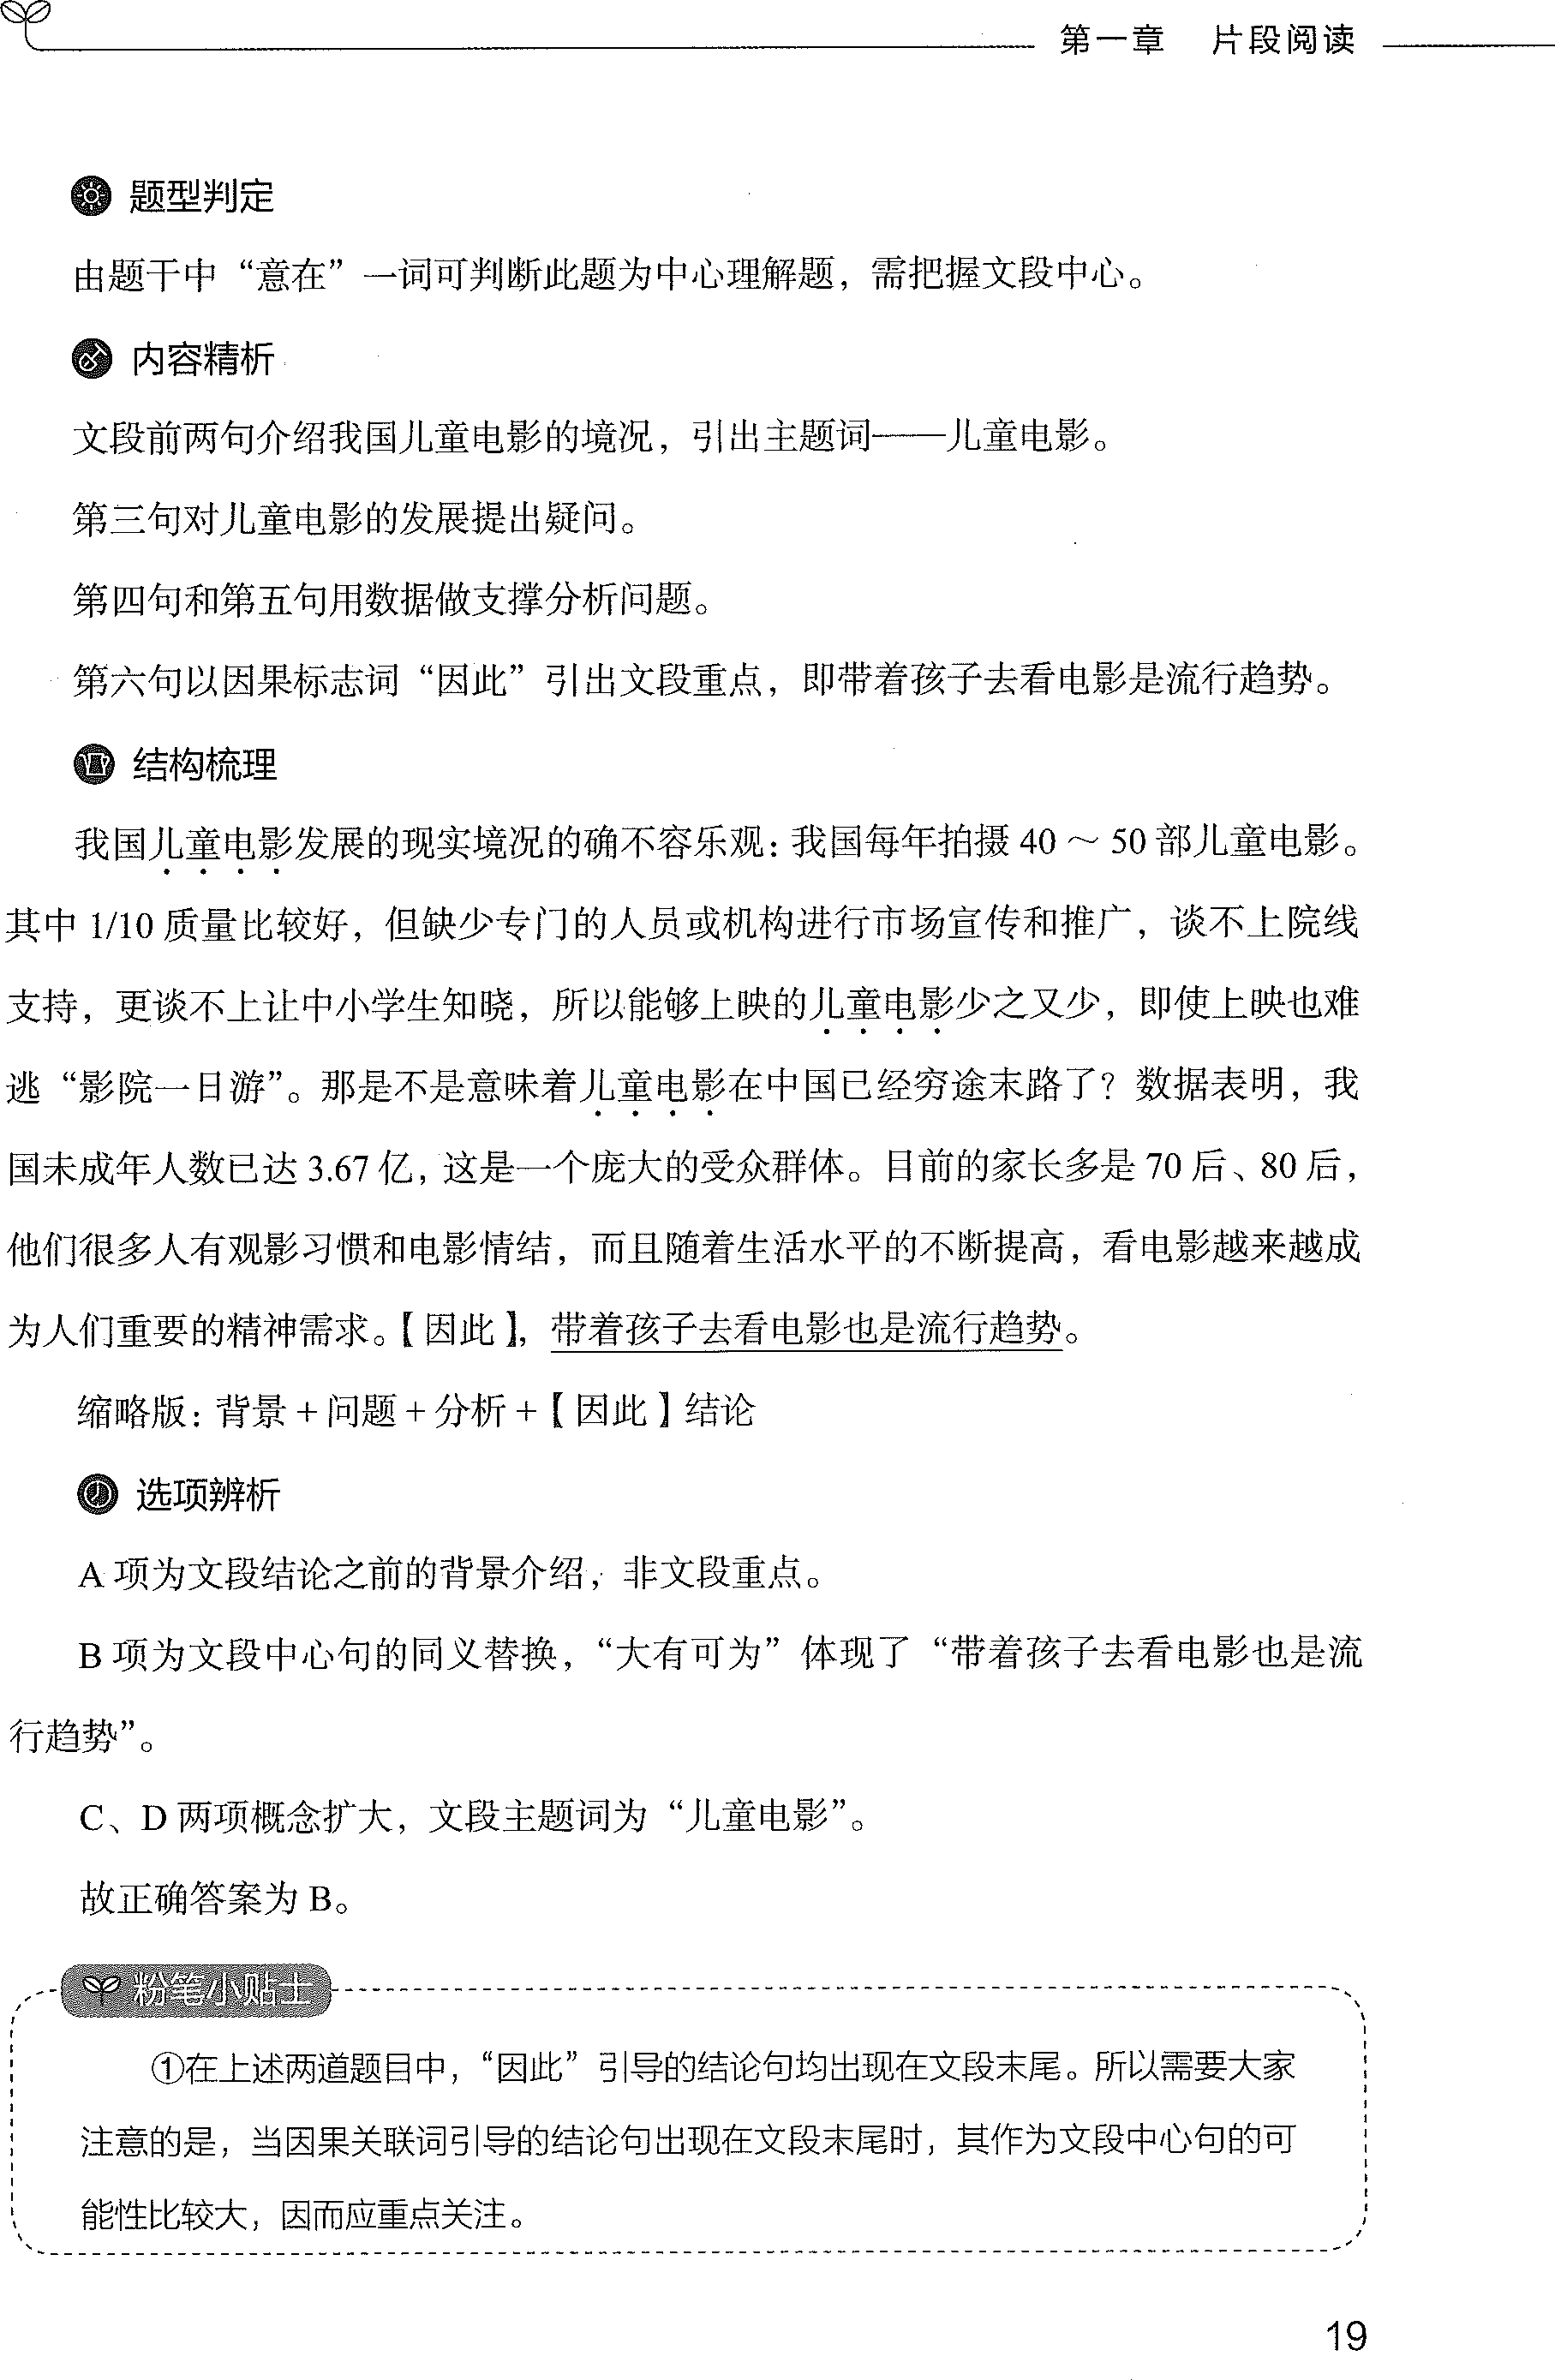 第一章 片段阅读
题型判定
由题干中“意在”一词可判断此题为中心理解题，需把握文段中心。
内容精析
文段前两句介绍我国儿童电影的境况，引出主题词——儿童电影。
第三句对儿童电影的发展提出疑问。
第四句和第五句用数据做支撑分析问题。
第六句以因果标志词“因此”引出文段重点，即带着孩子去看电影是流行趋势。
结构梳理
我国儿童电影发展的现实境况的确不容乐观：我国每年拍摄 40 ～ 50 部儿童电影。
其中 1/10 质量比较好，但缺少专门的人员或机构进行市场宣传和推广，谈不上院线
支持，更谈不上让中小学生知晓，所以能够上映的儿童电影少之又少，即使上映也难
逃“影院一日游”。那是不是意味着儿童电影在中国已经穷途末路了？数据表明，我
国未成年人数已达 3.67 亿，这是一个庞大的受众群体。目前的家长多是 70 后、80 后，
他们很多人有观影习惯和电影情结，而且随着生活水平的不断提高，看电影越来越成
为人们重要的精神需求。【因此】，带着孩子去看电影也是流行趋势。
缩略版：背景 + 问题 + 分析 +【因此】结论
选项辨析
A 项为文段结论之前的背景介绍，非文段重点。
B 项为文段中心句的同义替换，“大有可为”体现了“带着孩子去看电影也是流
行趋势”。
C、D 两项概念扩大，文段主题词为“儿童电影”。
故正确答案为 B。
粉笔小贴士
①在上述两道题目中，“因此”引导的结论句均出现在文段末尾。所以需要大家
注意的是，当因果关联词引导的结论句出现在文段末尾时，其作为文段中心句的可
能性比较大，因而应重点关注。
19